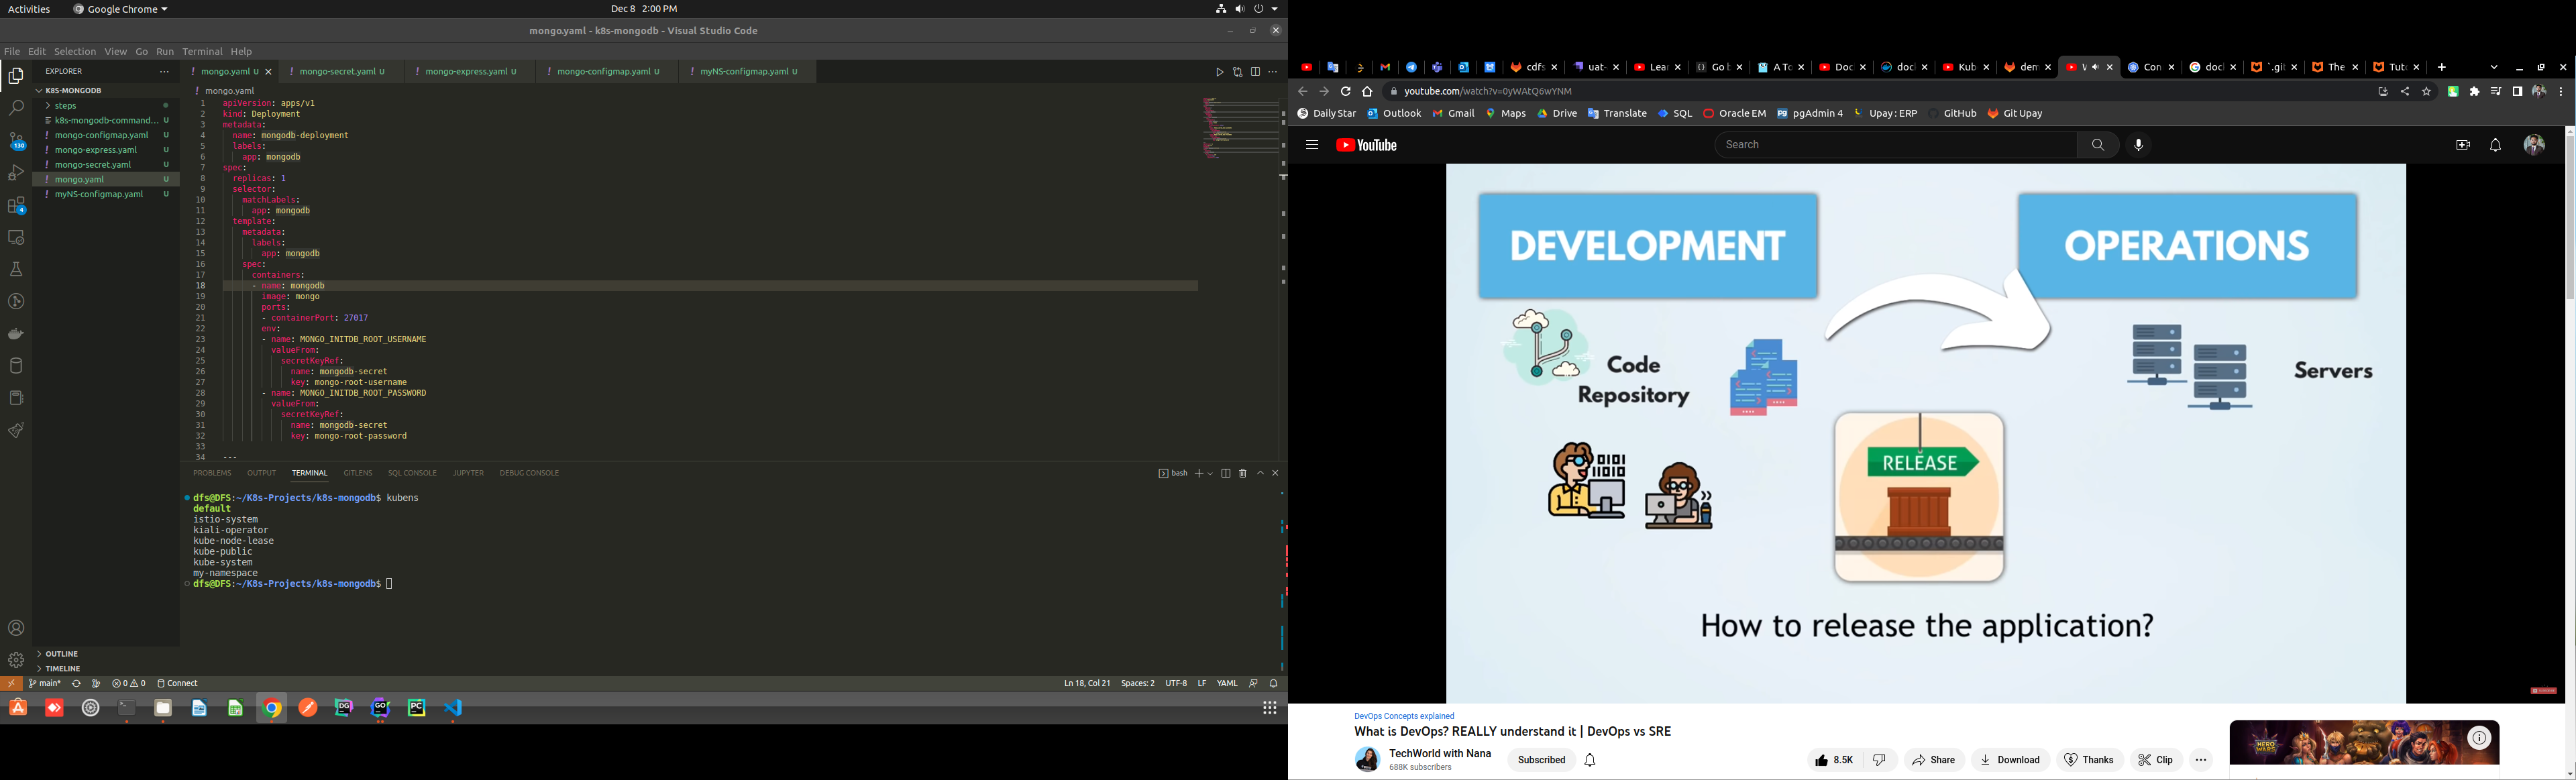 Activities
Google Chrome
Dec 8 2:00 PM
mongo.yaml - k8s-mongodb - Visual Studio Code
File Edit Selection View Go Run Terminal Help
EXPLORER
K8S-MONGODB
steps
k8s-mongodb-command... U
mongo-configmap.yaml U
mongo-express.yaml U
mongo-secret.yaml U
mongo.yaml U
myNS-configmap.yaml U
OUTLINE
TIMELINE
130
4
mongo.yaml U
mongo-secret.yaml U
mongo-express.yaml U
mongo-configmap.yaml U
myNS-configmap.yaml U
mongo.yaml
1 apiVersion: apps/v1
2 kind: Deployment
3 metadata:
4 name: mongodb-deployment
5 labels:
6 app: mongodb
7 spec:
8 replicas: 1
9 selector:
10 matchLabels:
11 app: mongodb
12 template:
13 metadata:
14 labels:
15 app: mongodb
16 spec:
17 containers:
18 - name: mongodb
19 image: mongo
20 ports:
21 - containerPort: 27017
22 env:
23 - name: MONGO_INITDB_ROOT_USERNAME
24 valueFrom:
25 secretKeyRef:
26 name: mongodb-secret
27 key: mongo-root-username
28 - name: MONGO_INITDB_ROOT_PASSWORD
29 valueFrom:
30 secretKeyRef:
31 name: mongodb-secret
32 key: mongo-root-password
33
34 ---
PROBLEMS OUTPUT TERMINAL GITLENS SQL CONSOLE JUPYTER DEBUG CONSOLE
bash
dfs@DFS:~/K8s-Projects/k8s-mongodb$ kubens
default
istio-system
kiali-operator
kube-node-lease
kube-public
kube-system
my-namespace
dfs@DFS:~/K8s-Projects/k8s-mongodb$
main* 0 0 Connect
Ln 18, Col 21 Spaces: 2 UTF-8 LF YAML
DG GO PC
cdfs uat- Lear Go b A To Doc doc Kub dem Con doc `.git The Tuto
youtube.com/watch?v=0yWAtQ6wYNM
Daily Star Outlook Gmail Maps Drive Translate SQL Oracle EM pgAdmin 4 Upay : ERP GitHub Git Upay
YouTube
Search
DEVELOPMENT
OPERATIONS
Code
Repository
Servers
RELEASE
How to release the application?
DevOps Concepts explained
What is DevOps? REALLY understand it | DevOps vs SRE
TechWorld with Nana
688K subscribers
Subscribed
8.5K
Share
Download
Thanks
Clip
HERO WARS